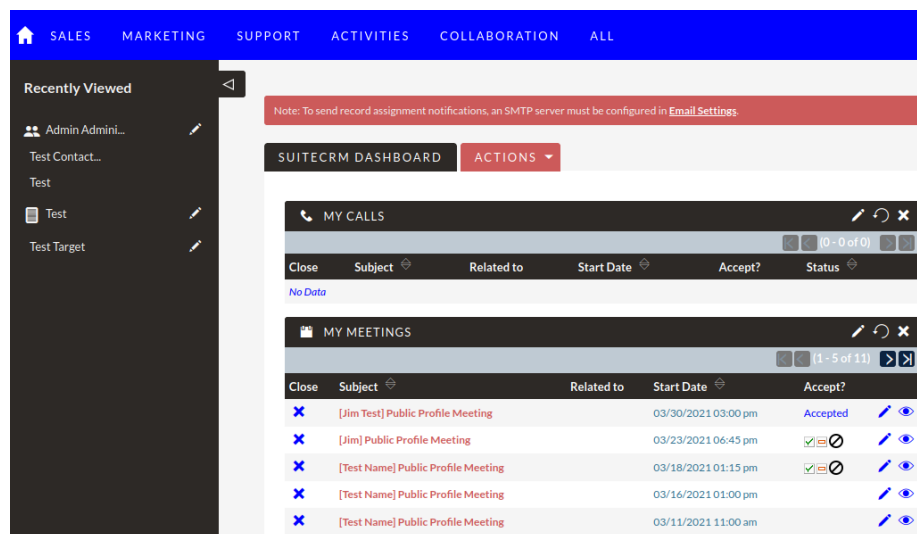 SALES MARKETING SUPPORT ACTIVITIES COLLABORATION ALL
Recently Viewed
Admin Admini...
Test Contact...
Test
Test
Test Target
Note: To send record assignment notifications, an SMTP server must be configured in Email Settings.
SUITECRM DASHBOARD ACTIONS
MY CALLS
(0 - 0 of 0)
Close Subject Related to Start Date Accept? Status
No Data
MY MEETINGS
(1 - 5 of 11)
Close Subject Related to Start Date Accept?
[Jim Test] Public Profile Meeting 03/30/2021 03:00 pm Accepted
[Jim] Public Profile Meeting 03/23/2021 06:45 pm
[Test Name] Public Profile Meeting 03/18/2021 01:15 pm
[Test Name] Public Profile Meeting 03/16/2021 01:00 pm
[Test Name] Public Profile Meeting 03/11/2021 11:00 am